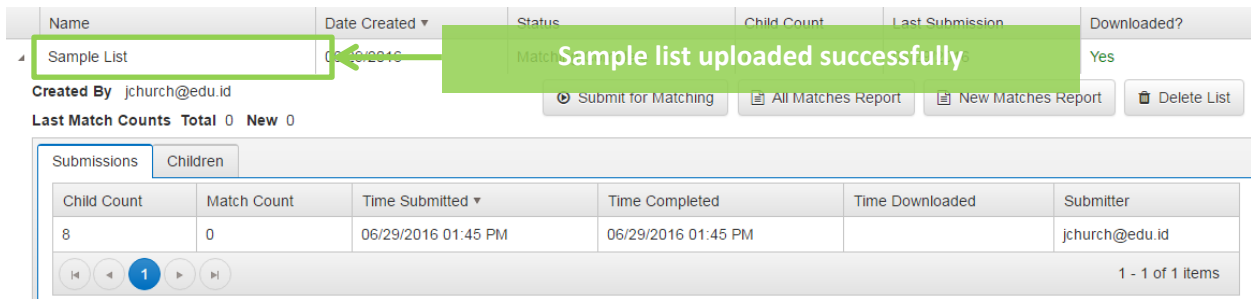 Name Date Created ▾ Status Child Count Last Submission Downloaded?
Sample List Sample list uploaded successfully Yes
Created By jchurch@edu.id Submit for Matching All Matches Report New Matches Report Delete List
Last Match Counts Total 0 New 0
Submissions Children
Child Count Match Count Time Submitted ▾ Time Completed Time Downloaded Submitter
8 0 06/29/2016 01:45 PM 06/29/2016 01:45 PM jchurch@edu.id
1 1 - 1 of 1 items